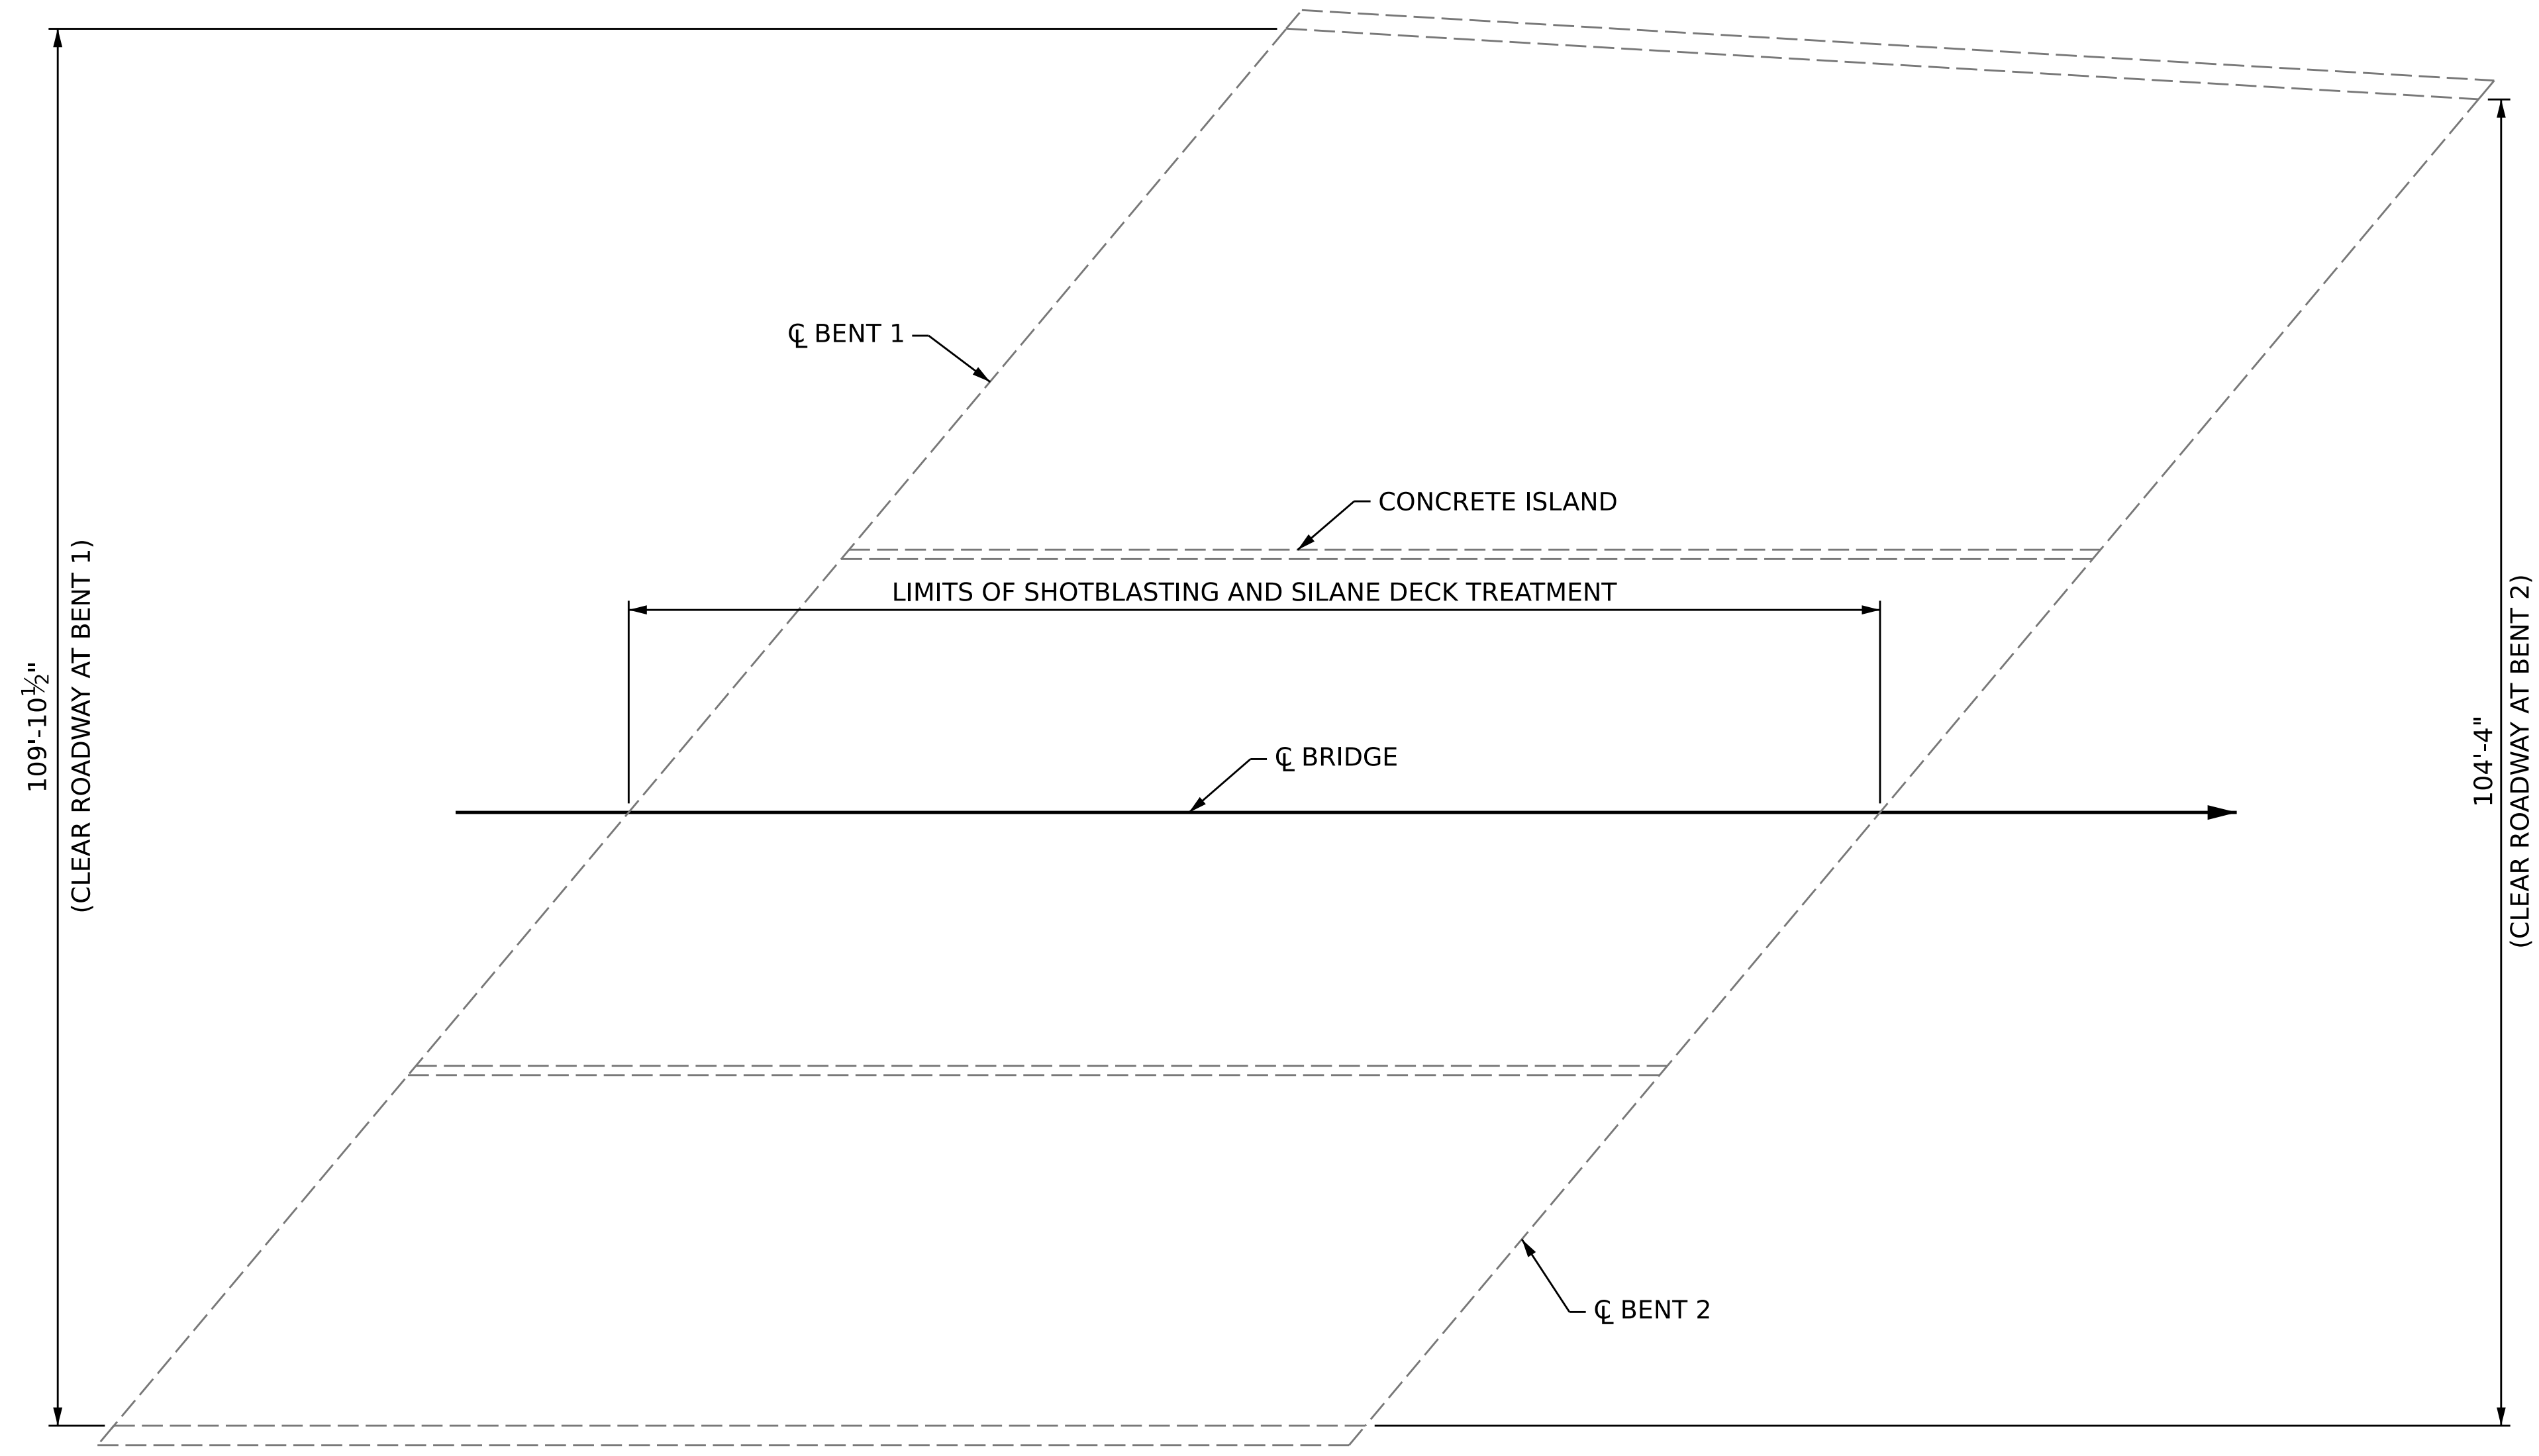 ℄ BENT 1
CONCRETE ISLAND
LIMITS OF SHOTBLASTING AND SILANE DECK TREATMENT
109'-10½"
(CLEAR ROADWAY AT BENT 1)
℄ BRIDGE
104'-4"
(CLEAR ROADWAY AT BENT 2)
℄ BENT 2